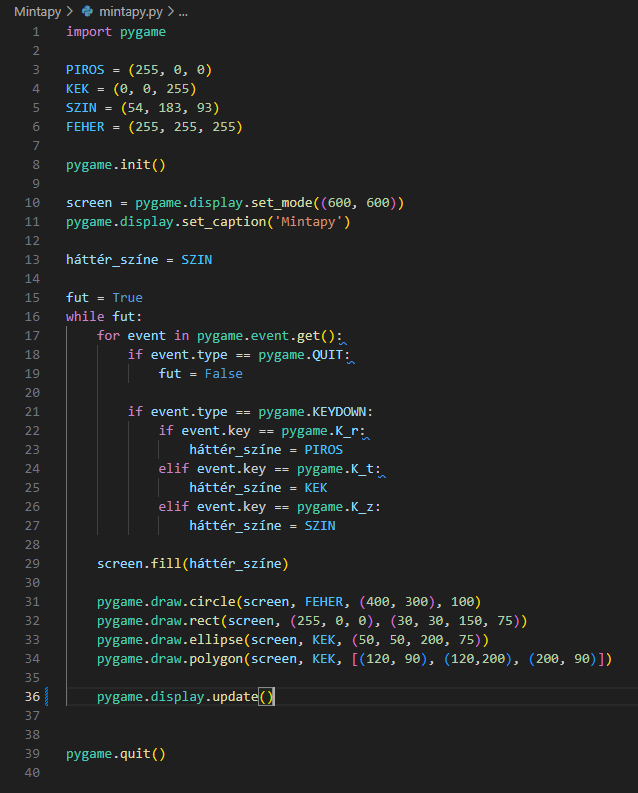 Mintapy > mintapy.py > ...
1 import pygame
2
3 PIROS = (255, 0, 0)
4 KEK = (0, 0, 255)
5 SZIN = (54, 183, 93)
6 FEHER = (255, 255, 255)
7
8 pygame.init()
9
10 screen = pygame.display.set_mode((600, 600))
11 pygame.display.set_caption('Mintapy')
12
13 háttér_színe = SZIN
14
15 fut = True
16 while fut:
17     for event in pygame.event.get():
18         if event.type == pygame.QUIT:
19             fut = False
20
21         if event.type == pygame.KEYDOWN:
22             if event.key == pygame.K_r:
23                 háttér_színe = PIROS
24             elif event.key == pygame.K_t:
25                 háttér_színe = KEK
26             elif event.key == pygame.K_z:
27                 háttér_színe = SZIN
28
29     screen.fill(háttér_színe)
30
31     pygame.draw.circle(screen, FEHER, (400, 300), 100)
32     pygame.draw.rect(screen, (255, 0, 0), (30, 30, 150, 75))
33     pygame.draw.ellipse(screen, KEK, (50, 50, 200, 75))
34     pygame.draw.polygon(screen, KEK, [(120, 90), (120,200), (200, 90)])
35
36     pygame.display.update()
37
38
39 pygame.quit()
40